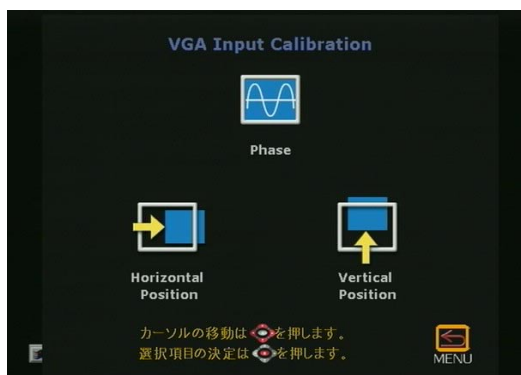 VGA Input Calibration
Phase
Horizontal
Position
Vertical
Position
カーソルの移動はを押します。
選択項目の決定はを押します。
MENU